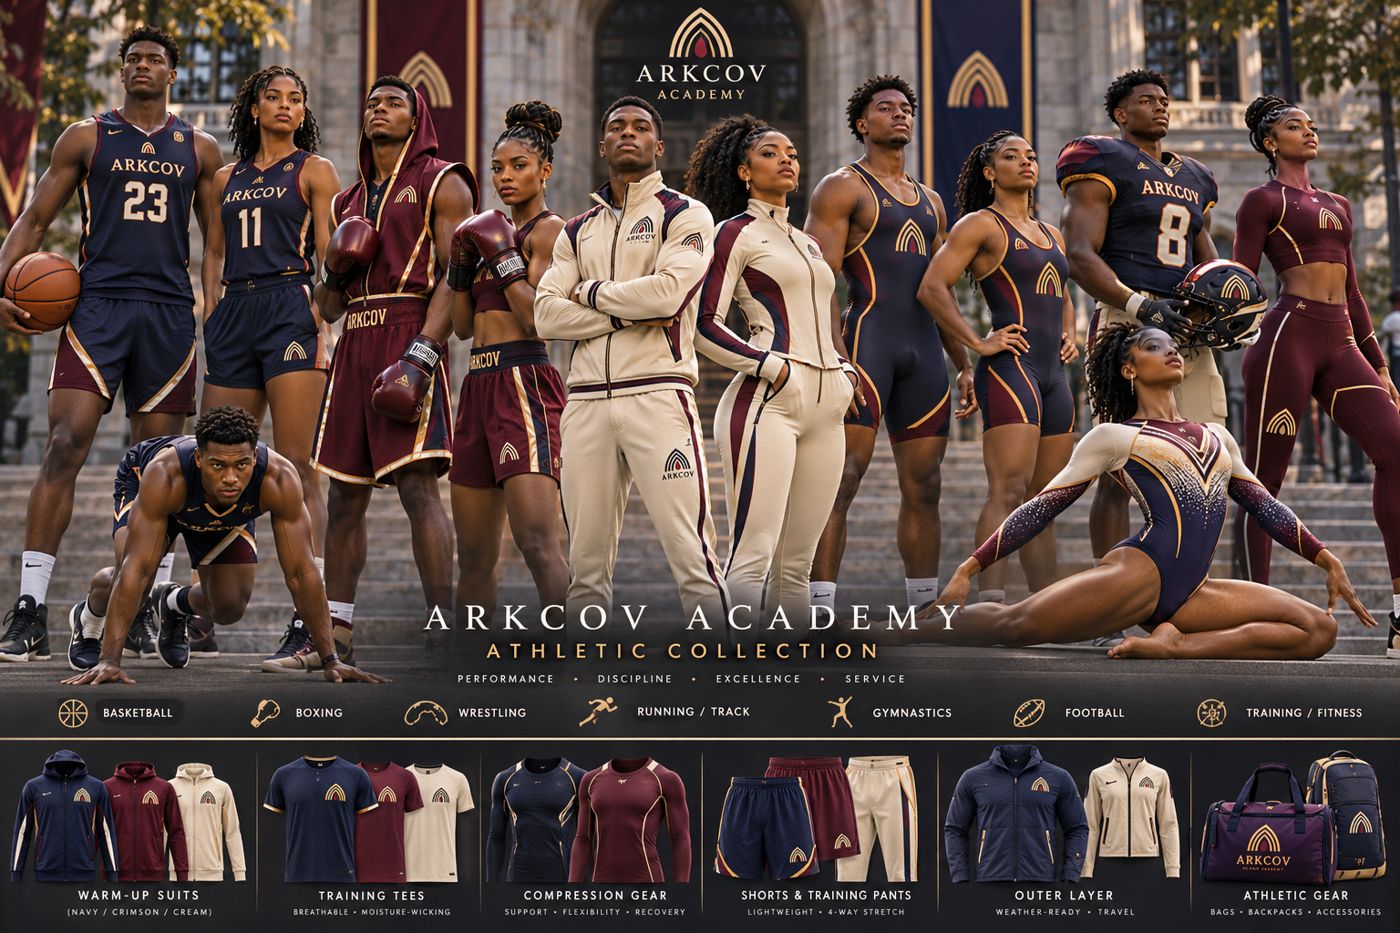 ARKCOV
ACADEMY
ARKCOV
23
ARKCOV
11
ARKCOV
ARKCOV
ARKCOV
ARKCOV
ARKCOV
8
ARKCOV ACADEMY
ATHLETIC COLLECTION
PERFORMANCE • DISCIPLINE • EXCELLENCE • SERVICE
BASKETBALL
BOXING
WRESTLING
RUNNING / TRACK
GYMNASTICS
FOOTBALL
TRAINING / FITNESS
WARM-UP SUITS
(NAVY / CRIMSON / CREAM)
TRAINING TEES
BREATHABLE • MOISTURE-WICKING
COMPRESSION GEAR
SUPPORT • FLEXIBILITY • RECOVERY
SHORTS & TRAINING PANTS
LIGHTWEIGHT • 4-WAY STRETCH
OUTER LAYER
WEATHER-READY • TRAVEL
ARKCOV
ATHLETIC GEAR
BAGS • BACKPACKS • ACCESSORIES